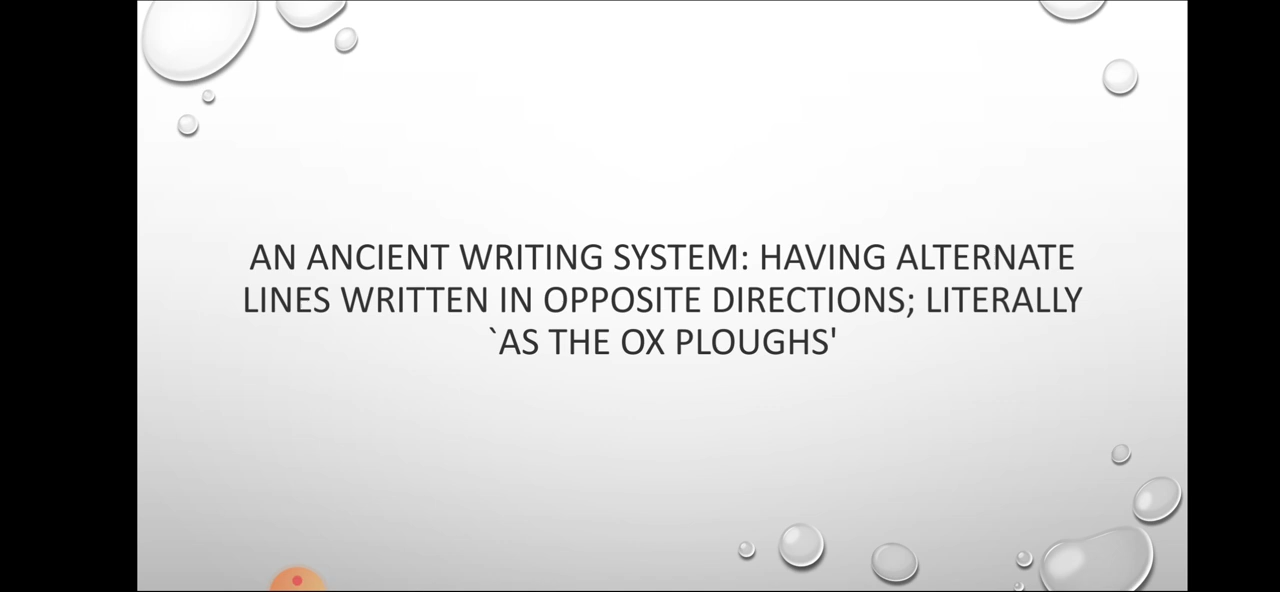 AN ANCIENT WRITING SYSTEM: HAVING ALTERNATE
LINES WRITTEN IN OPPOSITE DIRECTIONS; LITERALLY
`AS THE OX PLOUGHS'